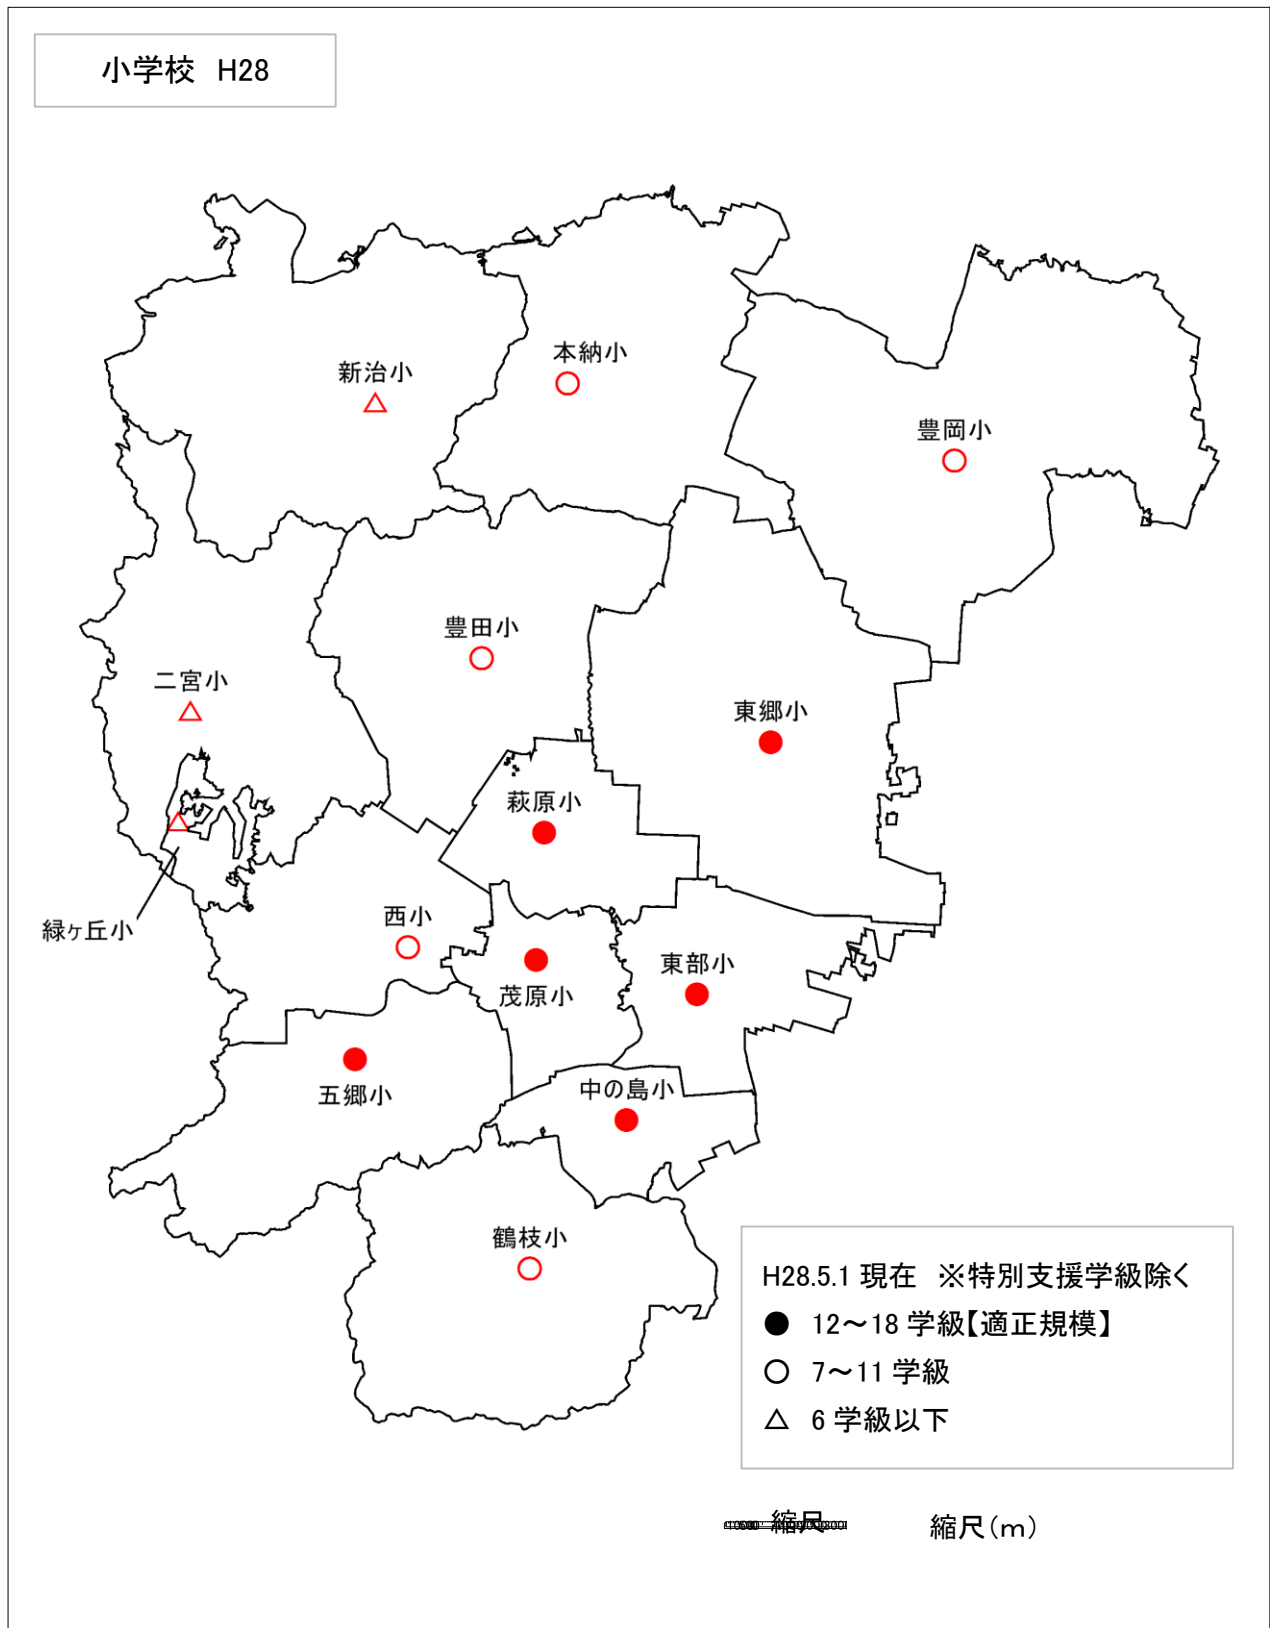 小学校 H28
本納小
新治小
豊岡小
豊田小
二宮小
東郷小
萩原小
西小
緑ヶ丘小
東部小
茂原小
中の島小
五郷小
鶴枝小
H28.5.1 現在 ※特別支援学級除く
● 12～18 学級【適正規模】
○ 7～11 学級
△ 6 学級以下
縮尺
縮尺(m)